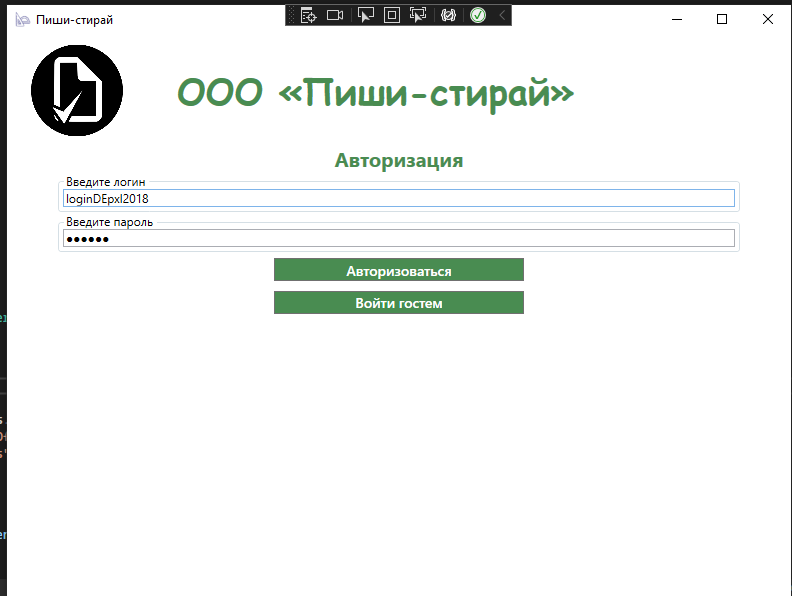 Пиши-стирай
ООО «Пиши-стирай»
Авторизация
Введите логин
loginDEpxl2018
Введите пароль
●●●●●●
Авторизоваться
Войти гостем